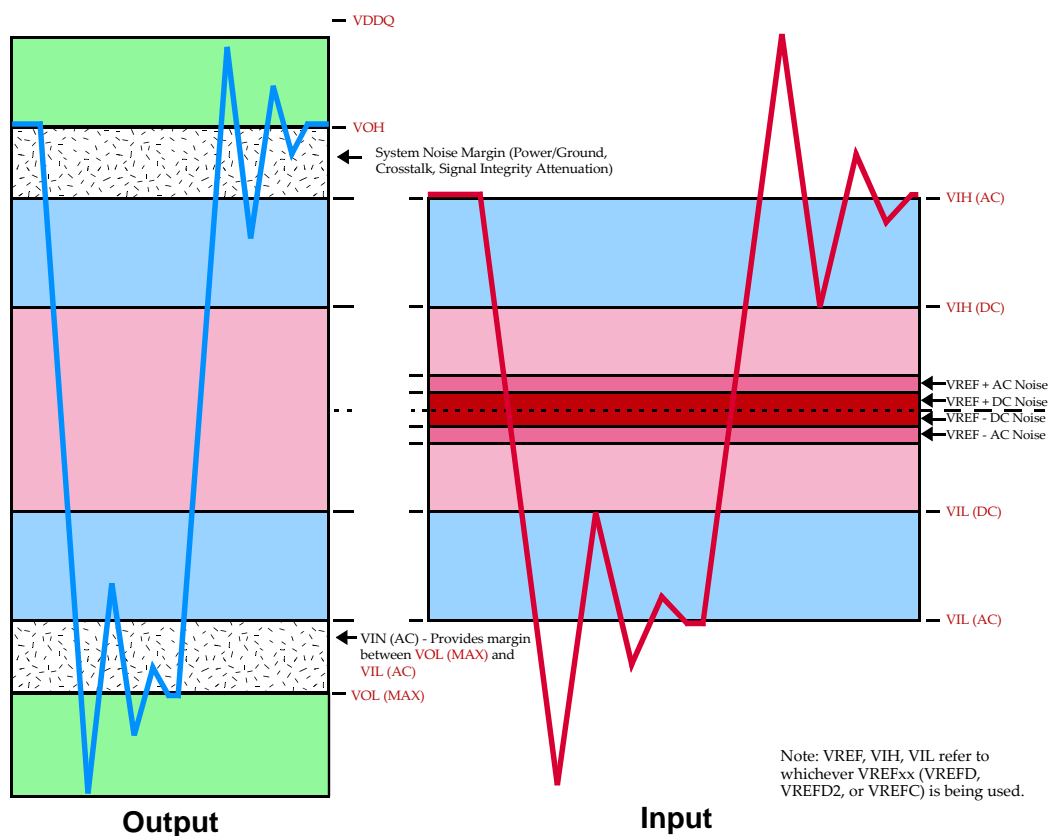 VDDQ
VOH
System Noise Margin (Power/Ground,
Crosstalk, Signal Integrity Attenuation)
VIH (AC)
VIH (DC)
VREF + AC Noise
VREF + DC Noise
VREF - DC Noise
VREF - AC Noise
VIL (DC)
VIL (AC)
VIN (AC) - Provides margin
between VOL (MAX) and
VIL (AC)
VOL (MAX)
Note: VREF, VIH, VIL refer to
whichever VREFxx (VREFD,
VREFD2, or VREFC) is being used.
Output
Input